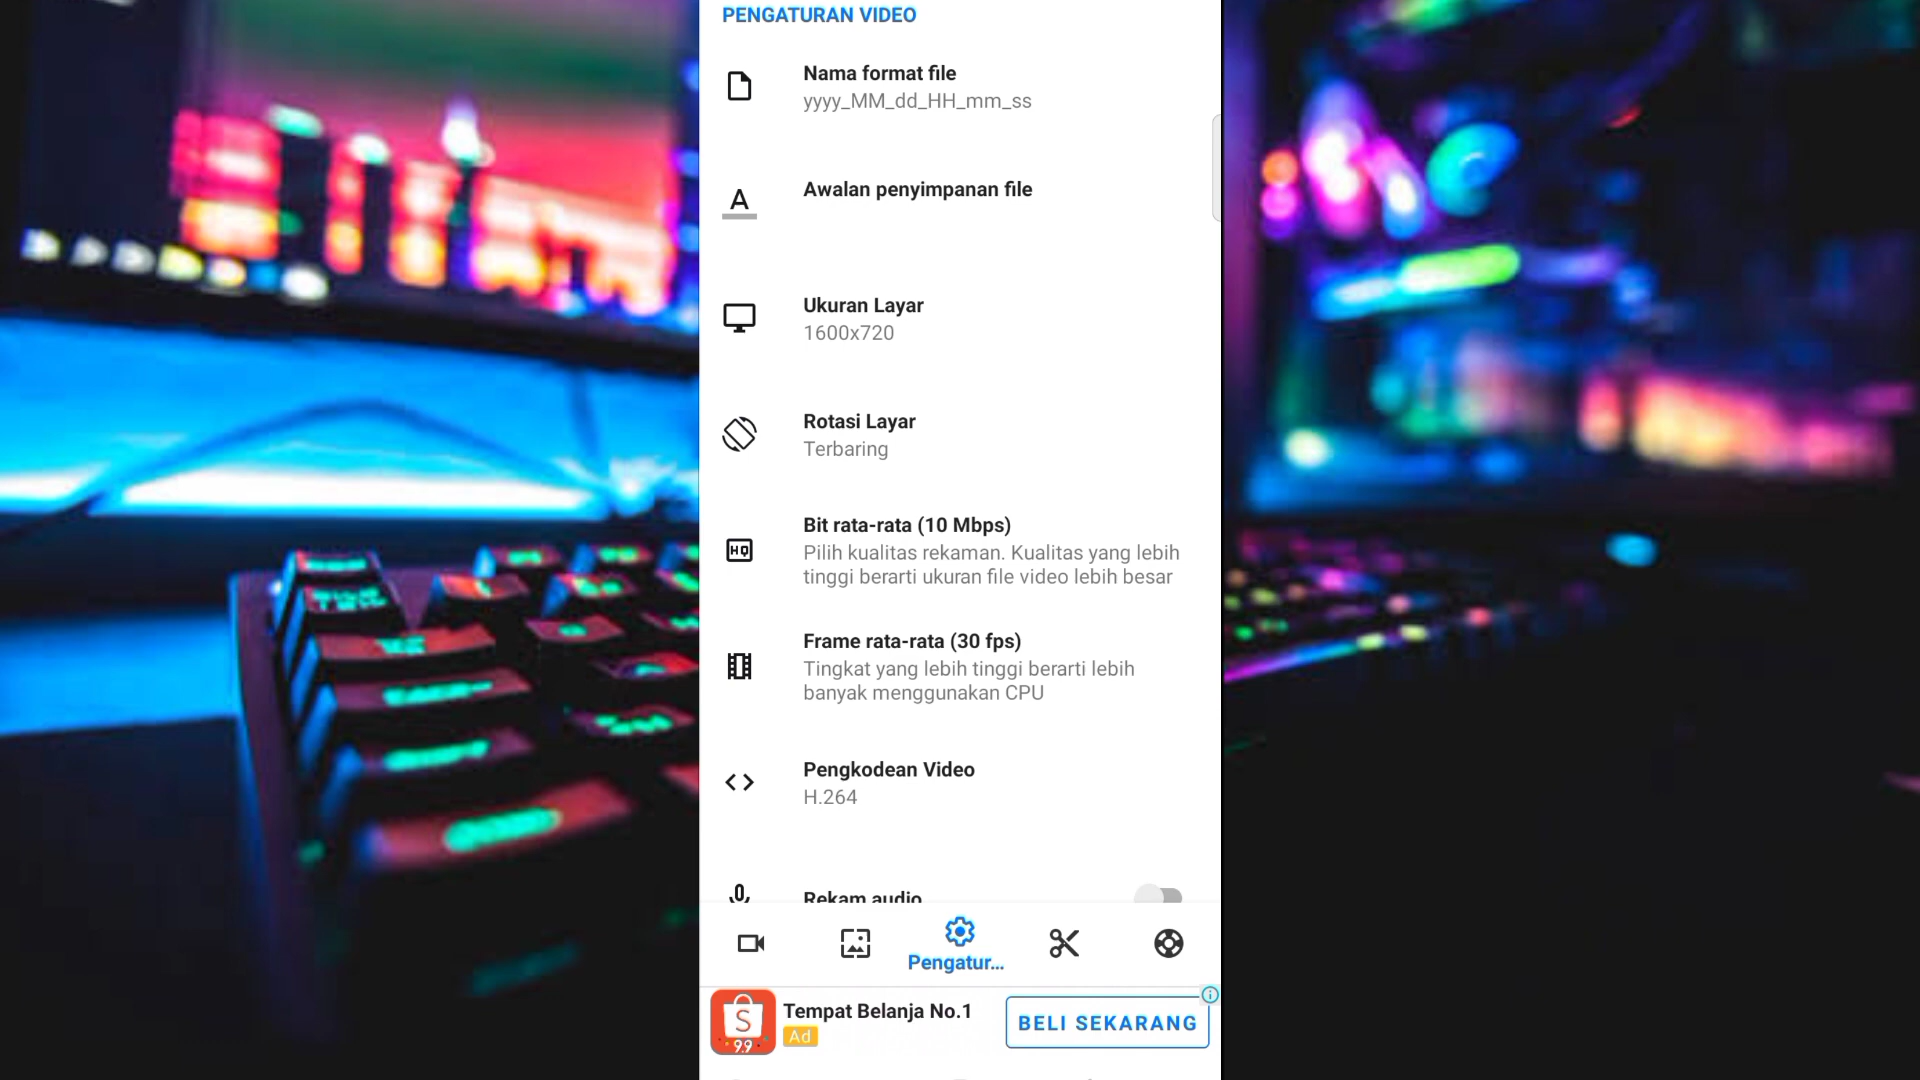 PENGATURAN VIDEO
Nama format file
yyyy_MM_dd_HH_mm_ss
A
Awalan penyimpanan file
Ukuran Layar
1600x720
Rotasi Layar
Terbaring
HQ
Bit rata-rata (10 Mbps)
Pilih kualitas rekaman. Kualitas yang lebih
tinggi berarti ukuran file video lebih besar
Frame rata-rata (30 fps)
Tingkat yang lebih tinggi berarti lebih
banyak menggunakan CPU
Pengkodean Video
H.264
Rekam audio
Pengatur...
S
9.9
Tempat Belanja No.1
Ad
BELI SEKARANG